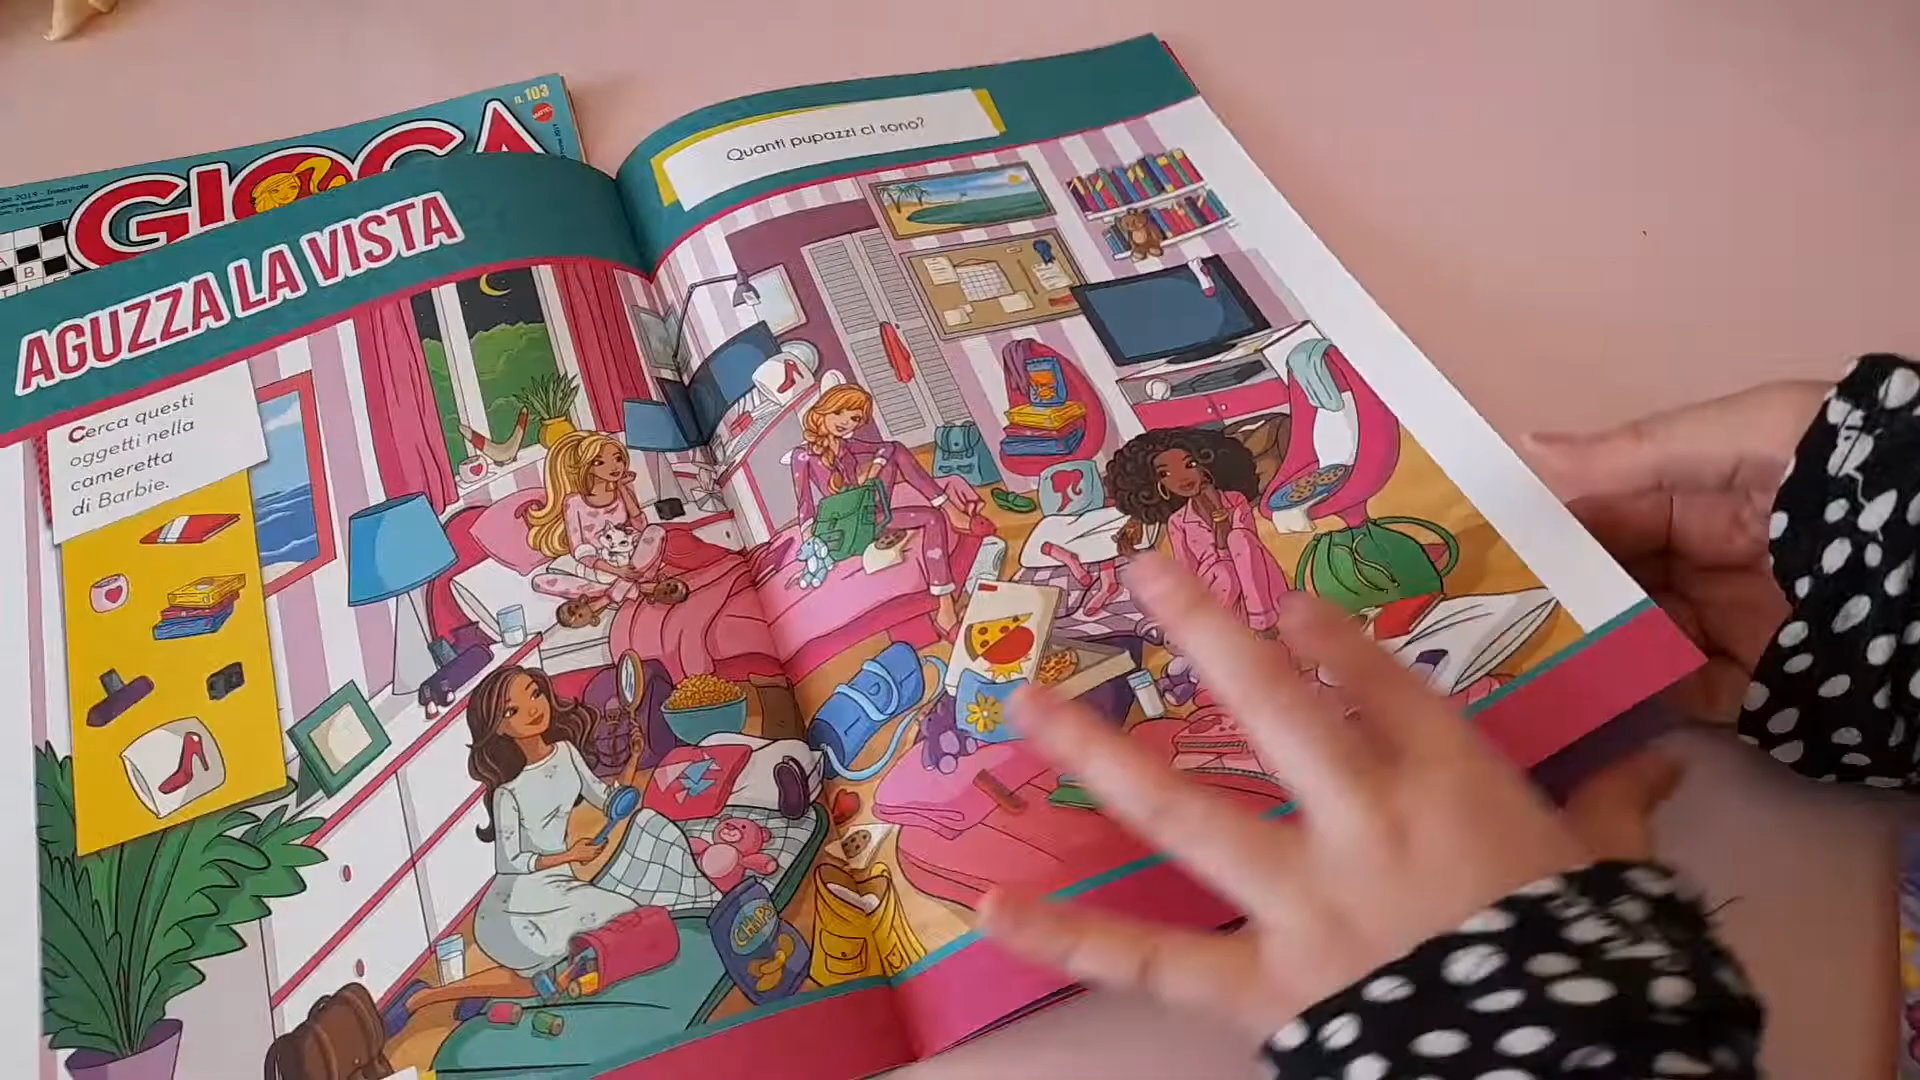 n. 103
GIOCA
AGUZZA LA VISTA
Quanti pupazzi ci sono?
Cerca questi
oggetti nella
cameretta
di Barbie.
CHIPS